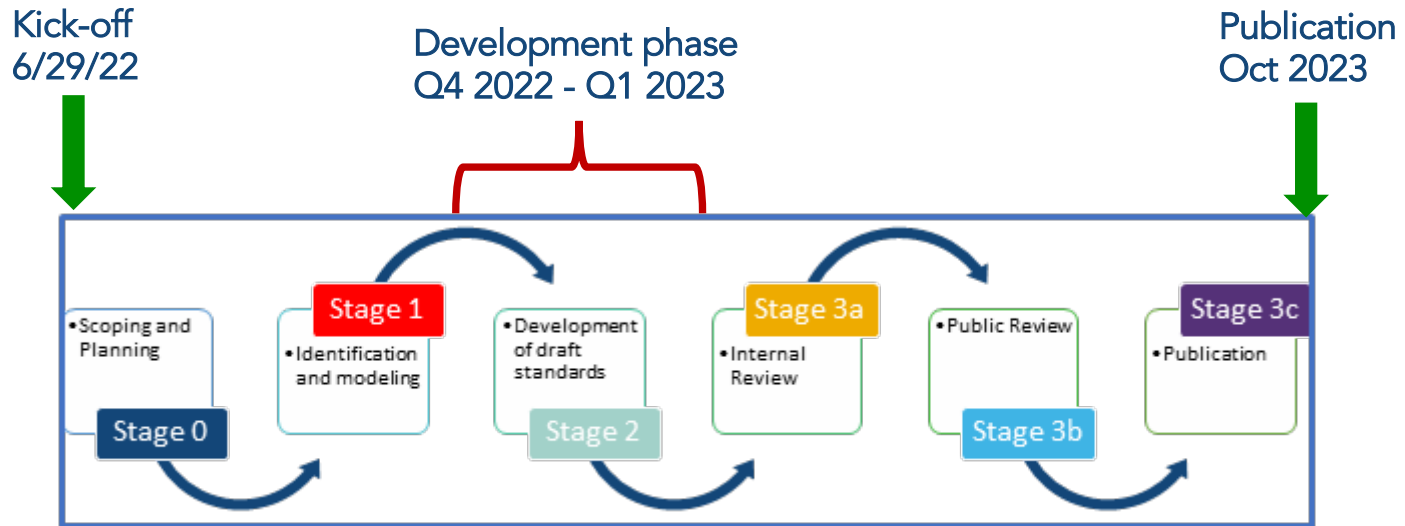 Kick-off
6/29/22
Development phase
Q4 2022 - Q1 2023
Publication
Oct 2023
•Scoping and
Planning
Stage 0
Stage 1
•Identification
and modeling
•Development
of draft
standards
Stage 2
Stage 3a
•Internal
Review
•Public Review
Stage 3b
Stage 3c
•Publication